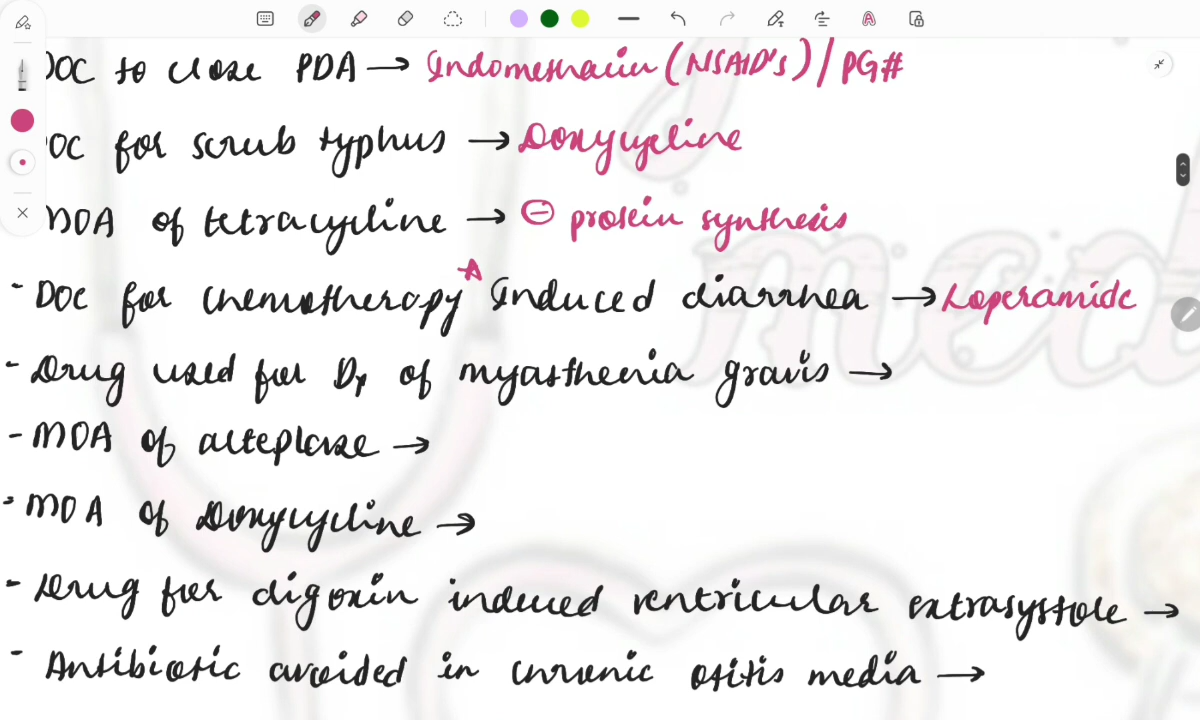 DOC to close PDA → Indomethacin (NSAID's) / PG#
DOC for scrub typhus → Doxycycline
MOA of tetracycline → ⊖ protein synthesis
- DOC for chemotherapy Induced diarrhea → Loperamide
- Drug used for Dx of myasthenia gravis →
- MOA of alteplase →
- MOA of Doxycycline →
- Drug for digoxin induced ventricular extrasystole →
- Antibiotic avoided in chronic otitis media →
med